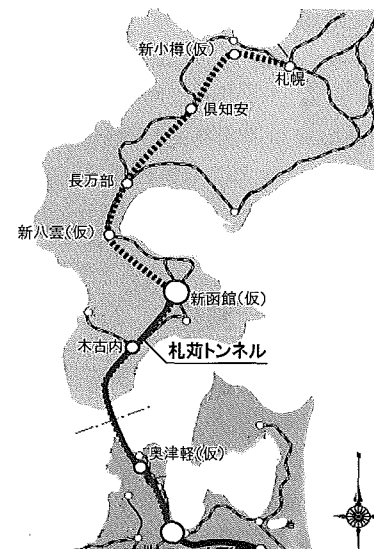 新小樽(仮)
札幌
倶知安
長万部
新八雲(仮)
新函館(仮)
木古内
札苅トンネル
奥津軽(仮)